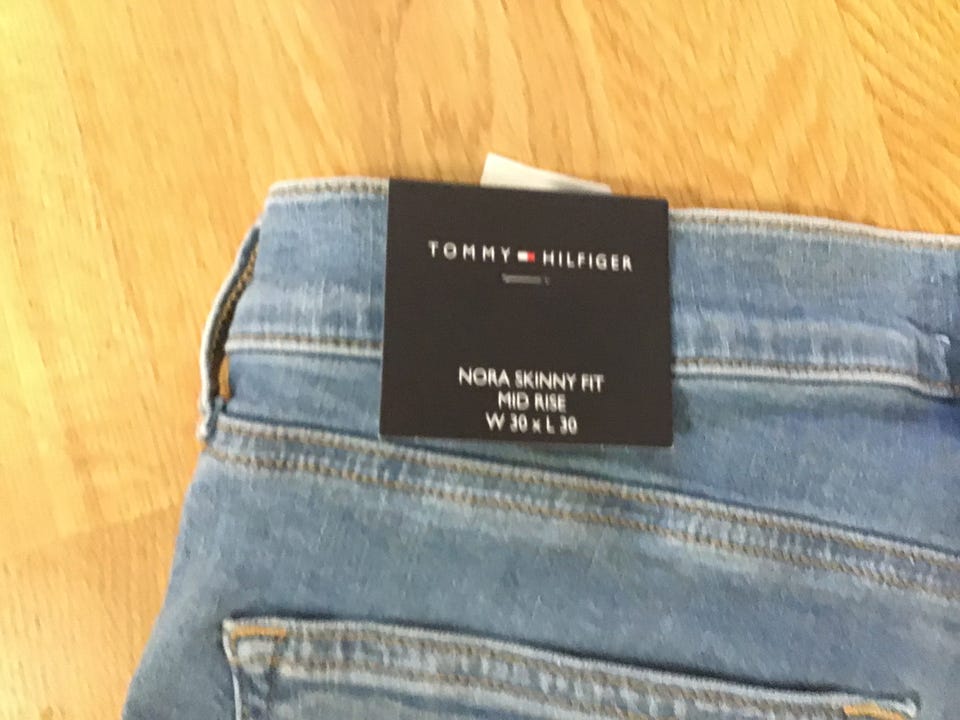 TOMMY HILFIGER
NORA SKINNY FIT
MID RISE
W 30 x L 30